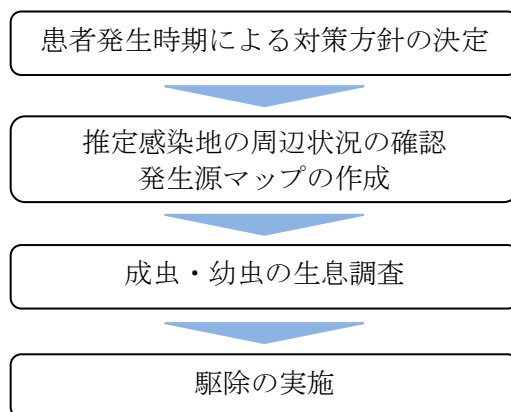 患者発生時期による対策方針の決定
推定感染地の周辺状況の確認
発生源マップの作成
成虫・幼虫の生息調査
駆除の実施